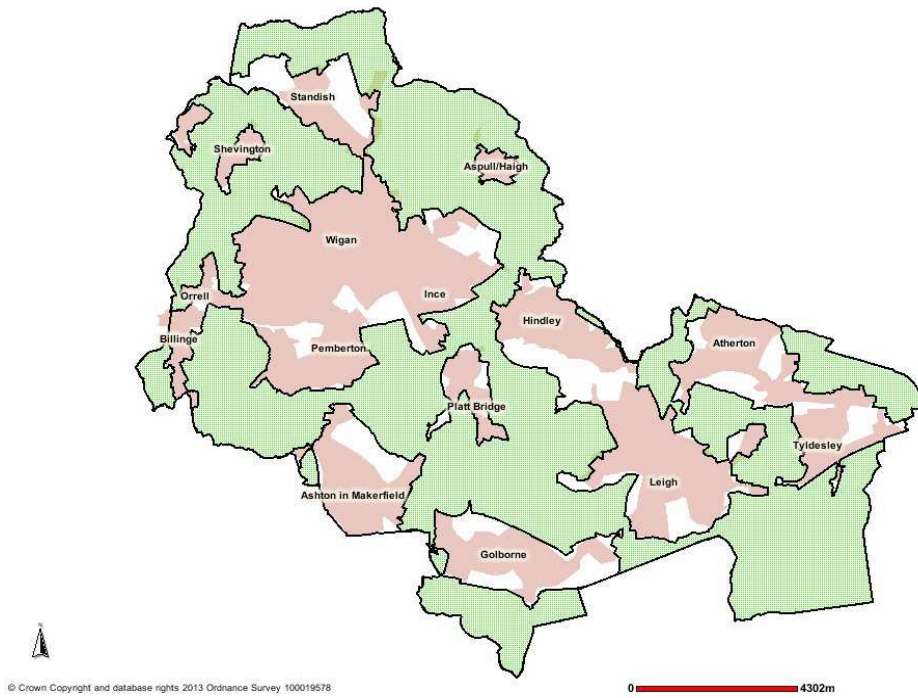 Standish
Shevington
Aspull/Haigh
Wigan
Orrell
Ince
Hindley
Billinge
Pemberton
Atherton
Platt Bridge
Tyldesley
Leigh
Ashton in Makerfield
Golborne
N
© Crown Copyright and database rights 2013 Ordnance Survey 100019578
0 4302m